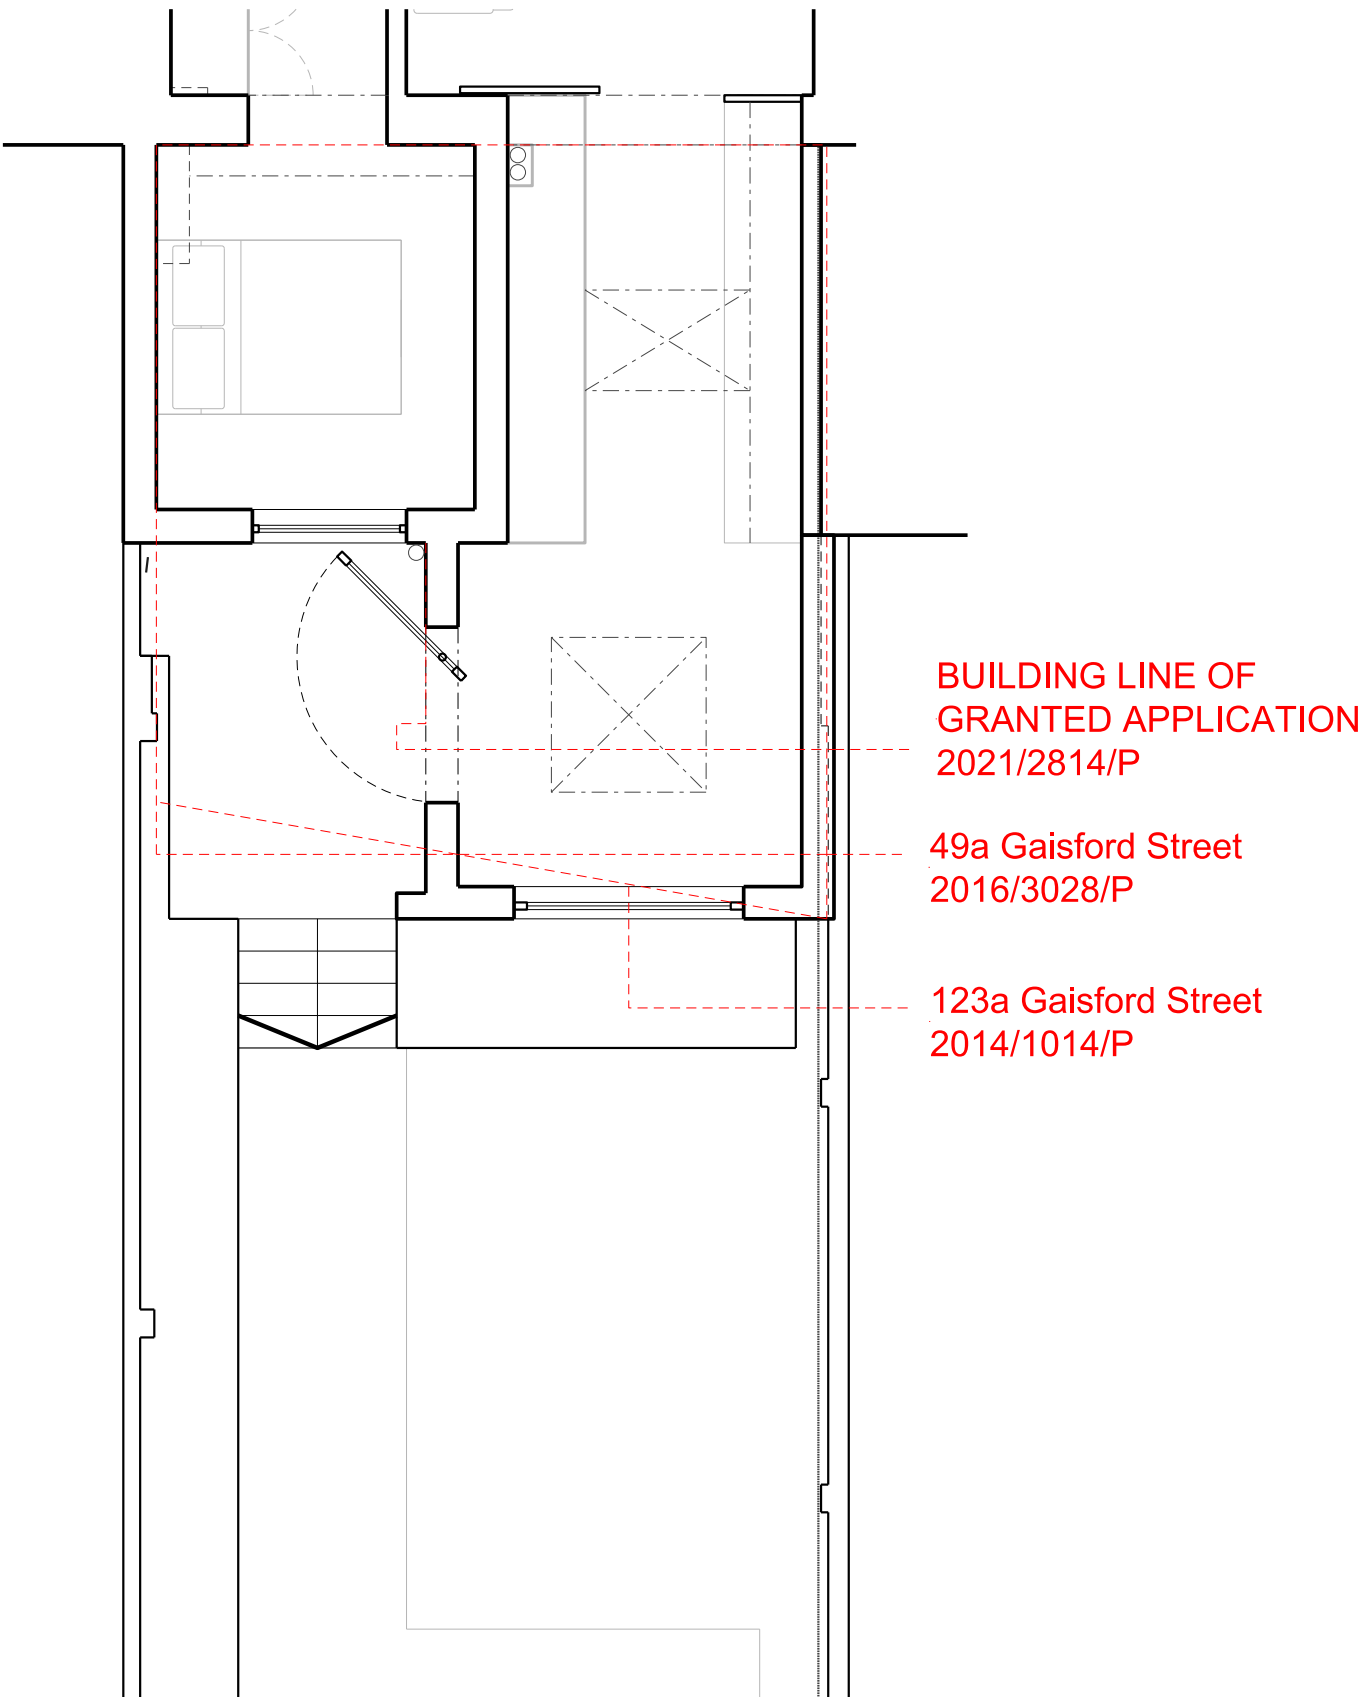 BUILDING LINE OF
GRANTED APPLICATION
2021/2814/P
49a Gaisford Street
2016/3028/P
123a Gaisford Street
2014/1014/P